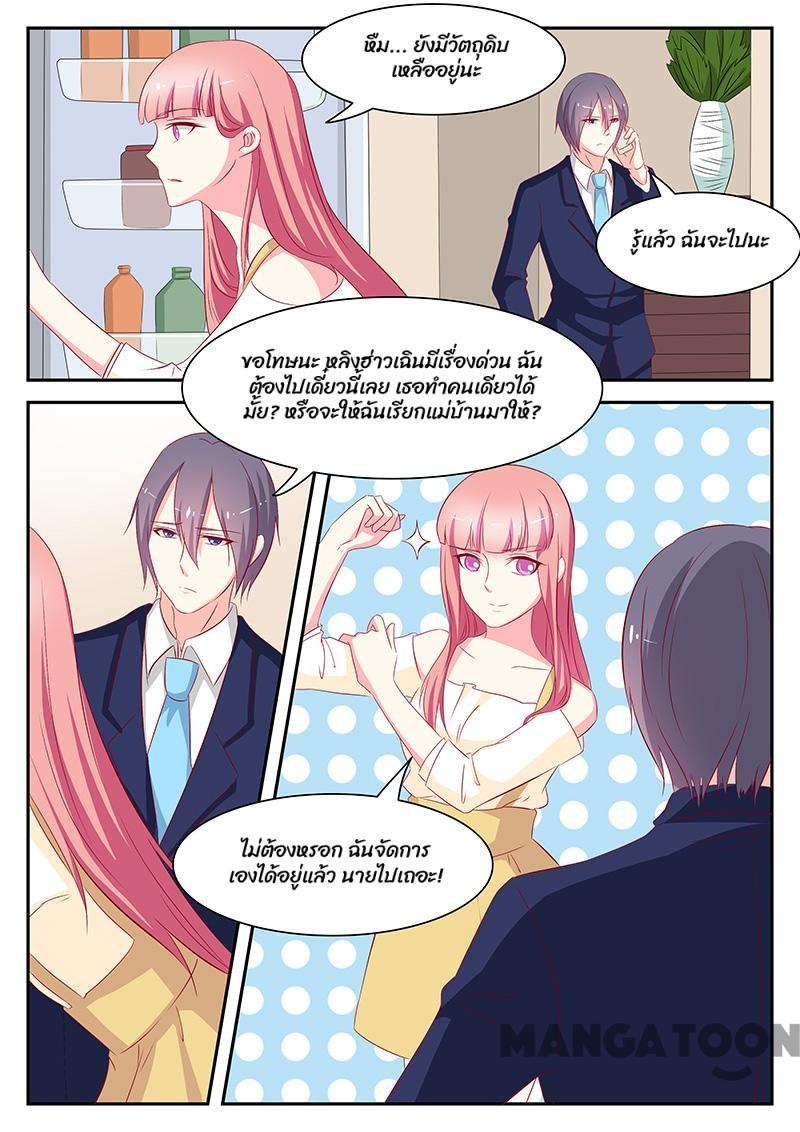 หืม... ยังมีวัตถุดิบ
เหลืออยู่นะ
รู้แล้ว ฉันจะไปนะ
ขอโทษนะ หลิงฮ่าวเฉินมีเรื่องด่วน ฉัน
ต้องไปเดี๋ยวนี้เลย เธอทำคนเดียวได้
มั้ย? หรือจะให้ฉันเรียกแม่บ้านมาให้?
ไม่ต้องหรอก ฉันจัดการ
เองได้อยู่แล้ว นายไปเถอะ!
MANGATOON